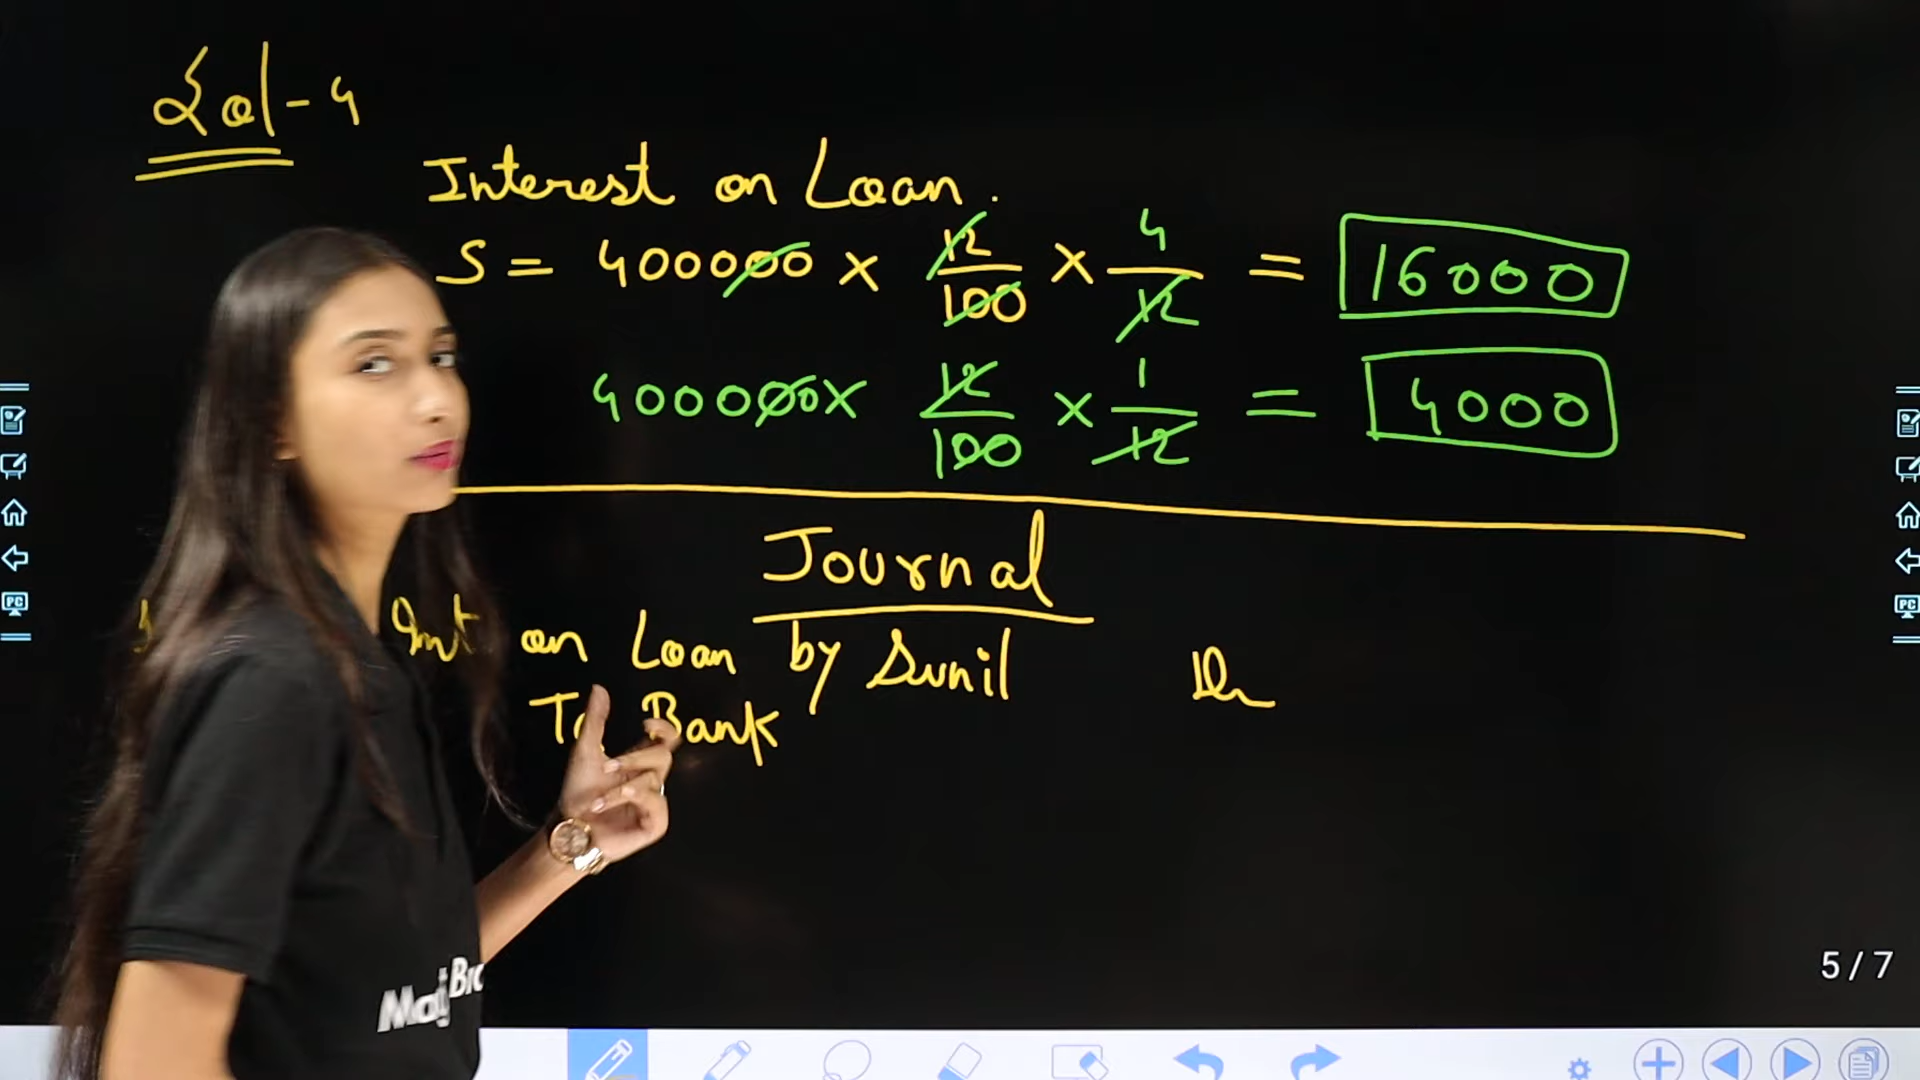 Sol-4
Interest on Loan.
S = 400000 × 12/100 × 4/12 = 16000
400000 × 12/100 × 1/12 = 4000
Journal
Int on Loan by Sunil Dr
To Bank
5 / 7